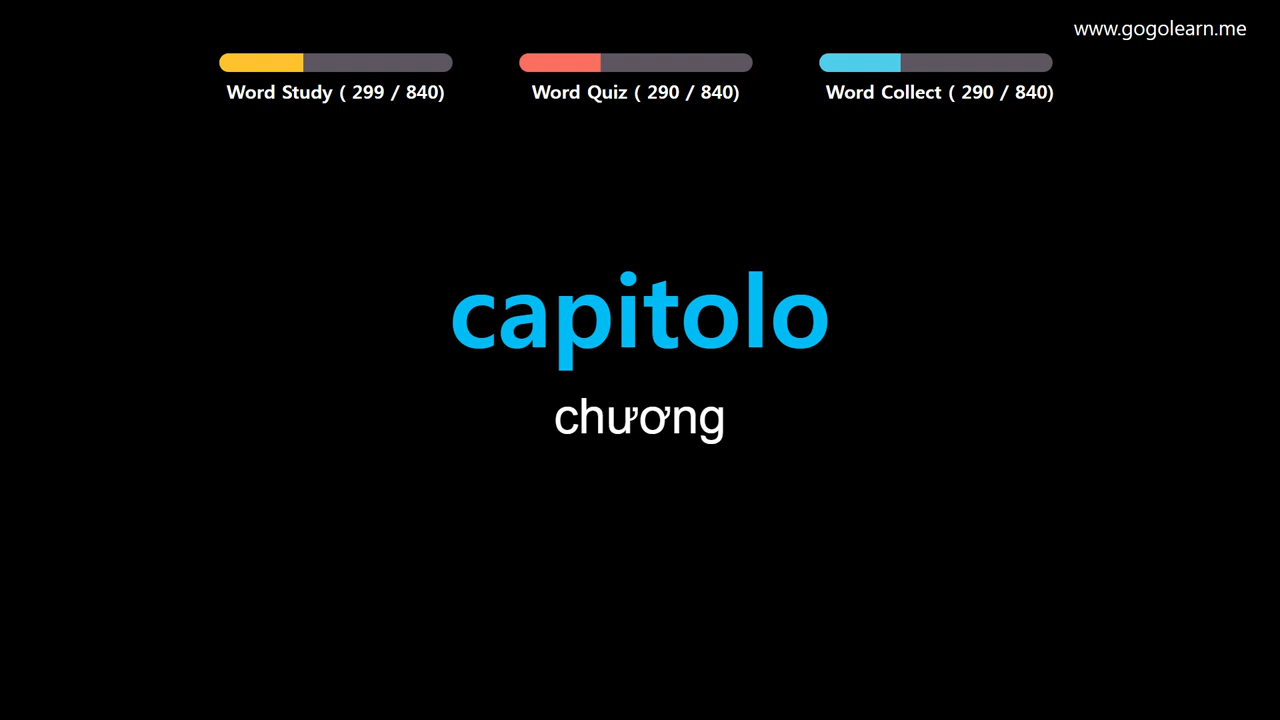 www.gogolearn.me
Word Study ( 299 / 840)
Word Quiz ( 290 / 840)
Word Collect ( 290 / 840)
capitolo
chương